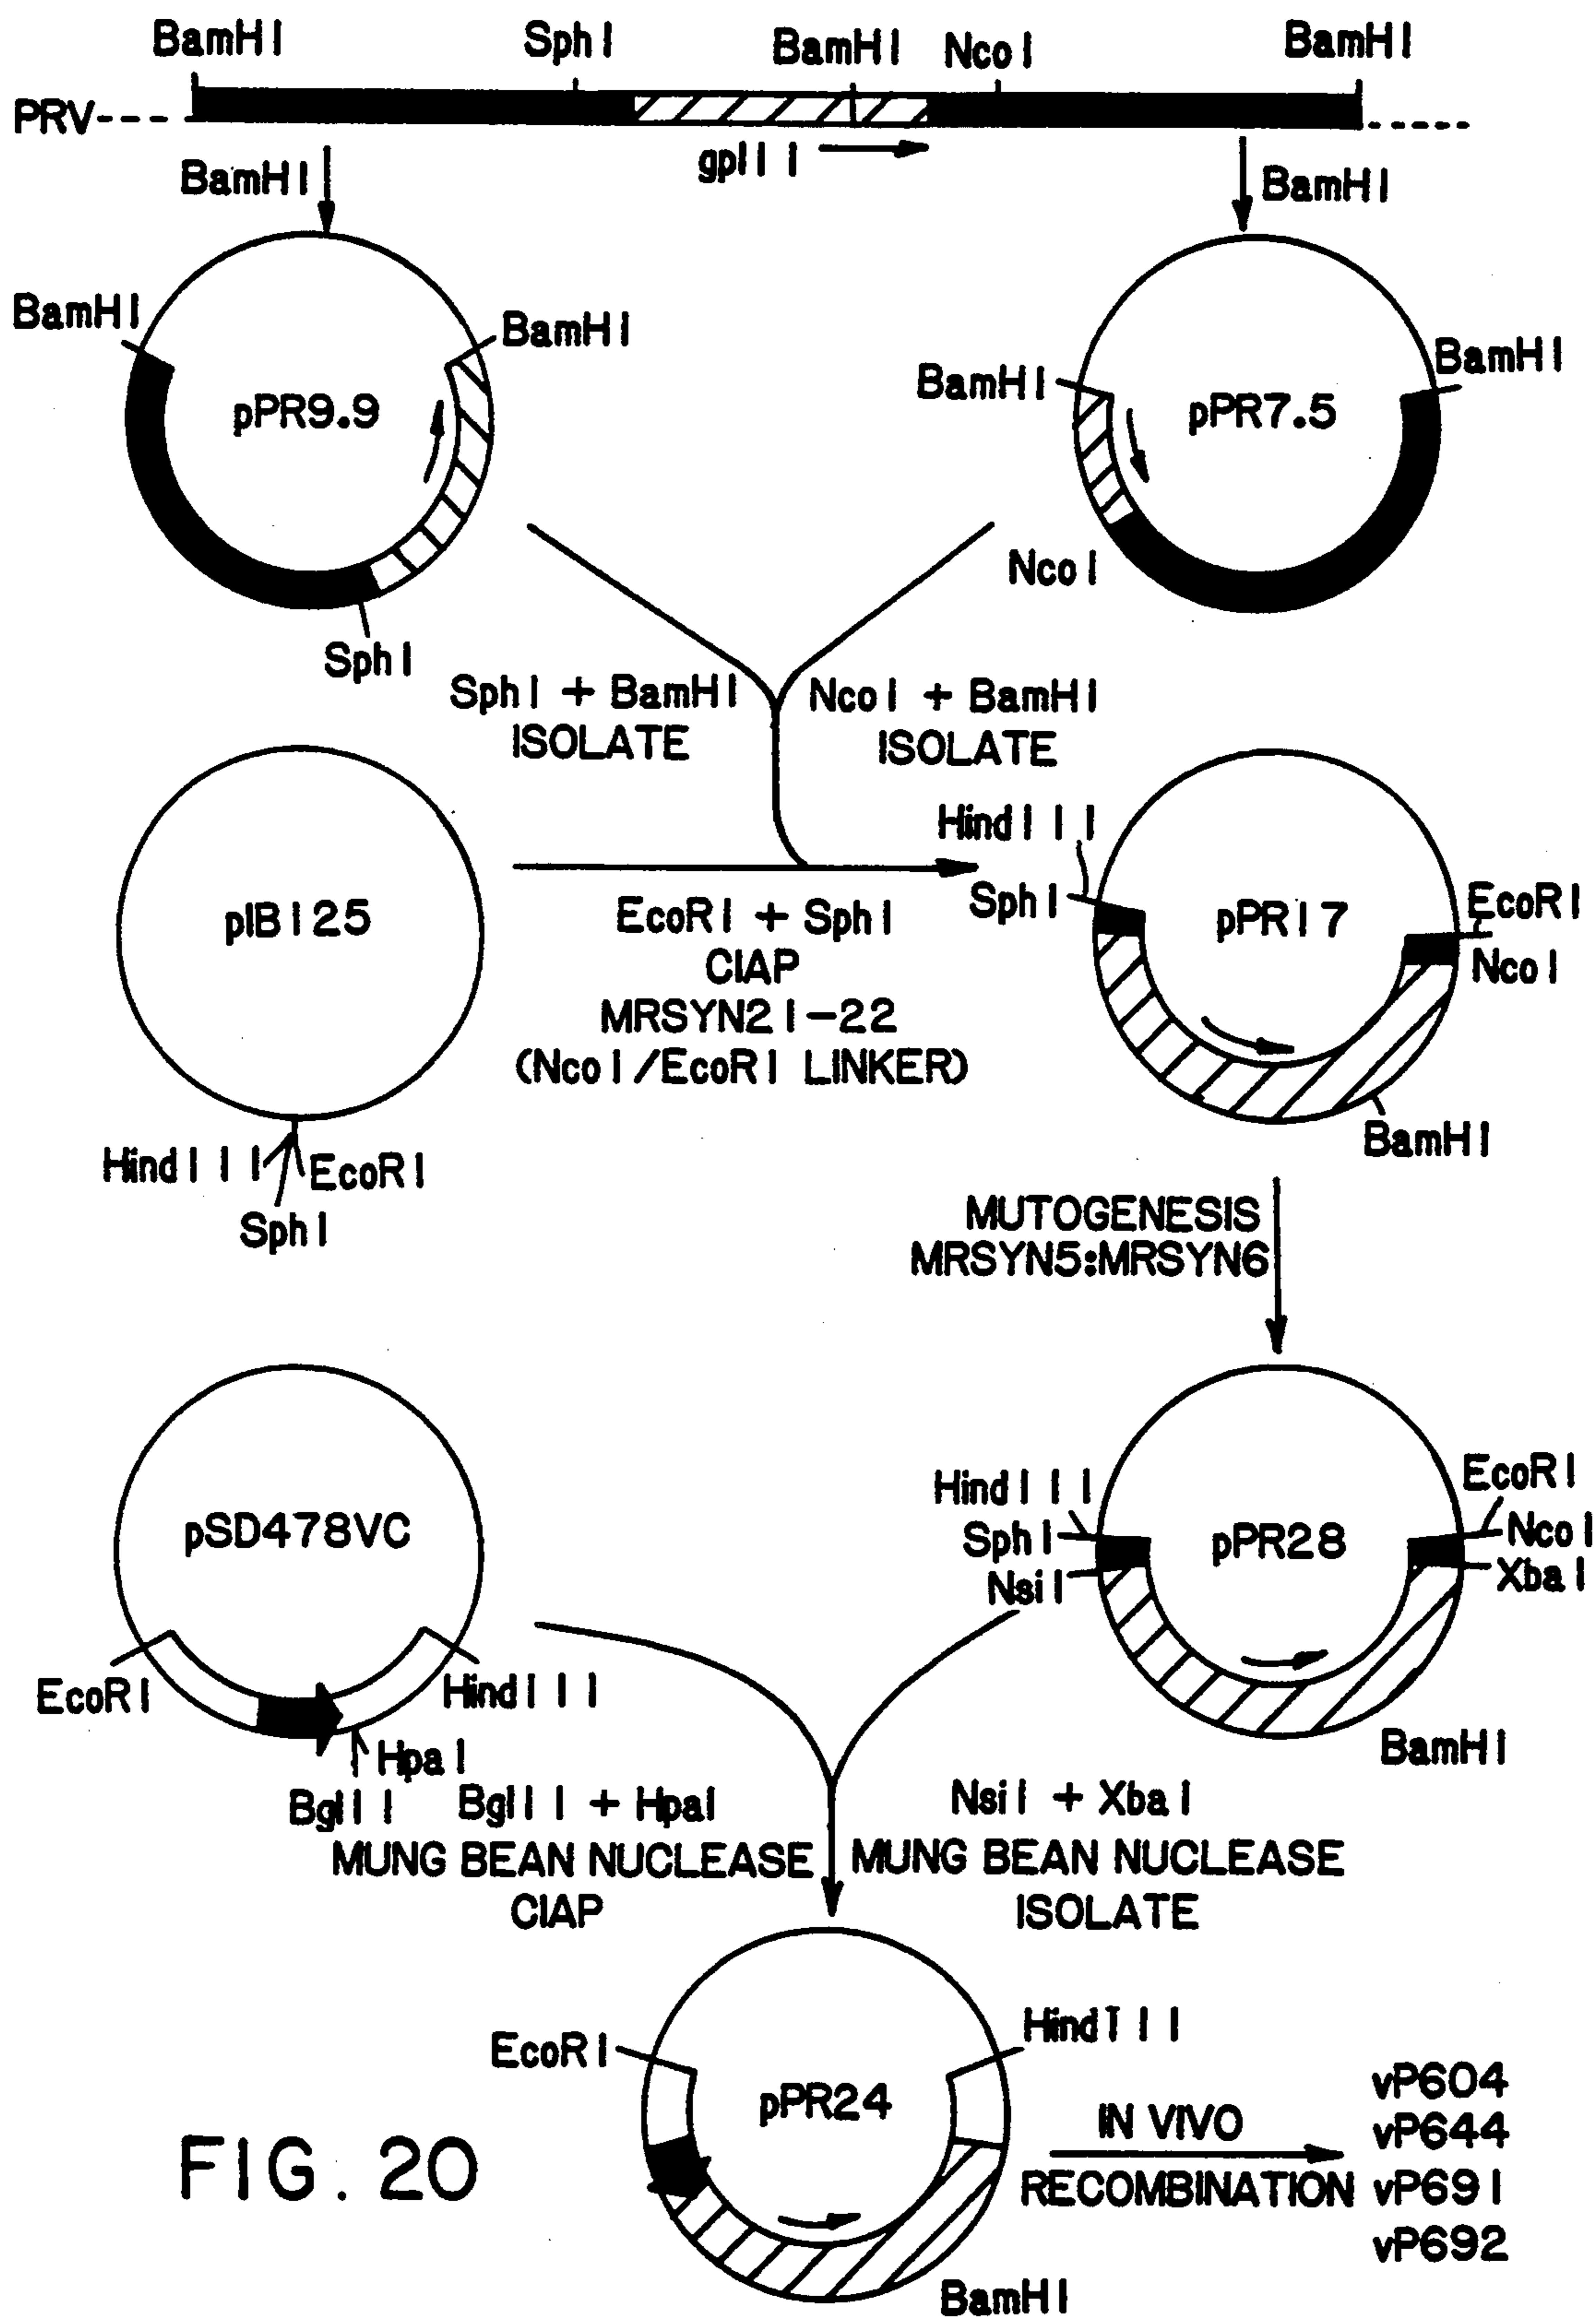 BamHI SphI BamHI NcoI BamHI
PRV
gpIII
BamHI
BamHI
BamHI
BamHI
pPR9.9
BamHI
BamHI
pPR7.5
NcoI
SphI
SphI + BamHI
ISOLATE
NcoI + BamHI
ISOLATE
pIBI25
HindIII
SphI
EcoRI
EcoRI + SphI
CIAP
MRSYN21-22
(NcoI/EcoRI LINKER)
HindIII
SphI
pPR17
EcoRI
NcoI
BamHI
MUTOGENESIS
MRSYN5:MRSYN6
pSD478VC
EcoRI
HindIII
HpaI
BglII
HindIII
SphI
NsiI
pPR28
EcoRI
NcoI
XbaI
BamHI
BglII + HpaI
MUNG BEAN NUCLEASE
CIAP
NsiI + XbaI
MUNG BEAN NUCLEASE
ISOLATE
EcoRI
HindIII
pPR24
BamHI
IN VIVO
RECOMBINATION
vP604
vP644
vP691
vP692
FIG. 20